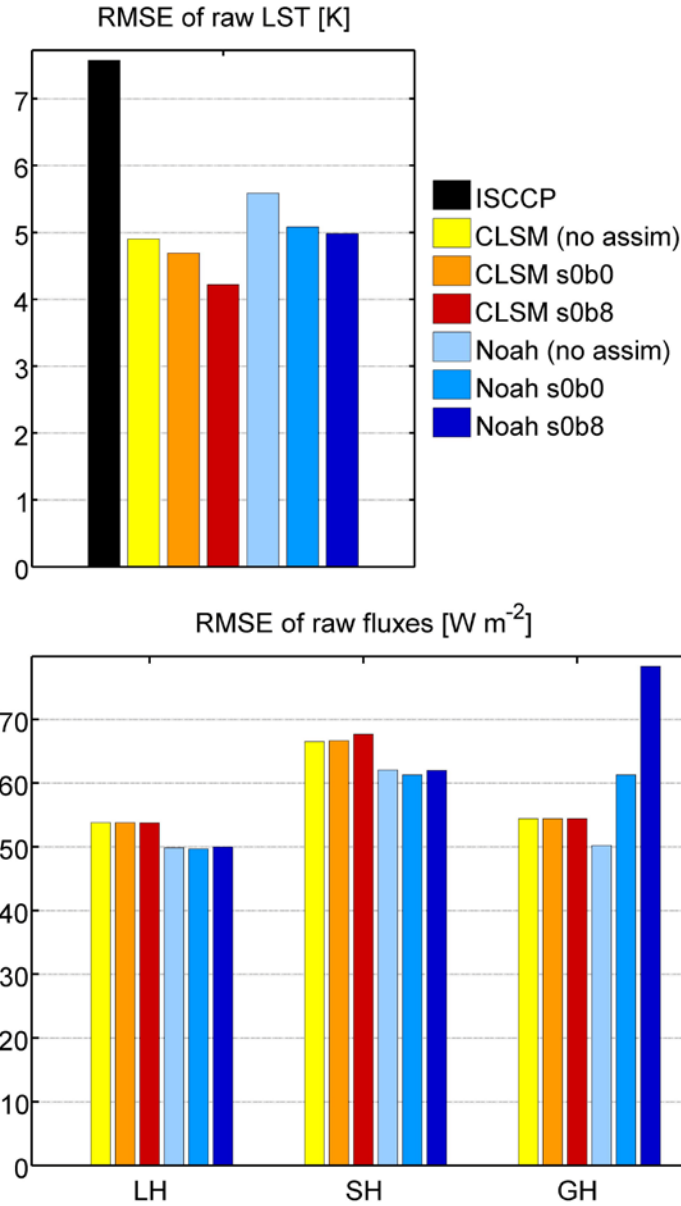 RMSE of raw LST [K]
7
6
5
4
3
2
1
0
ISCCP
CLSM (no assim)
CLSM s0b0
CLSM s0b8
Noah (no assim)
Noah s0b0
Noah s0b8
RMSE of raw fluxes [W m⁻²]
70
60
50
40
30
20
10
0
LH SH GH